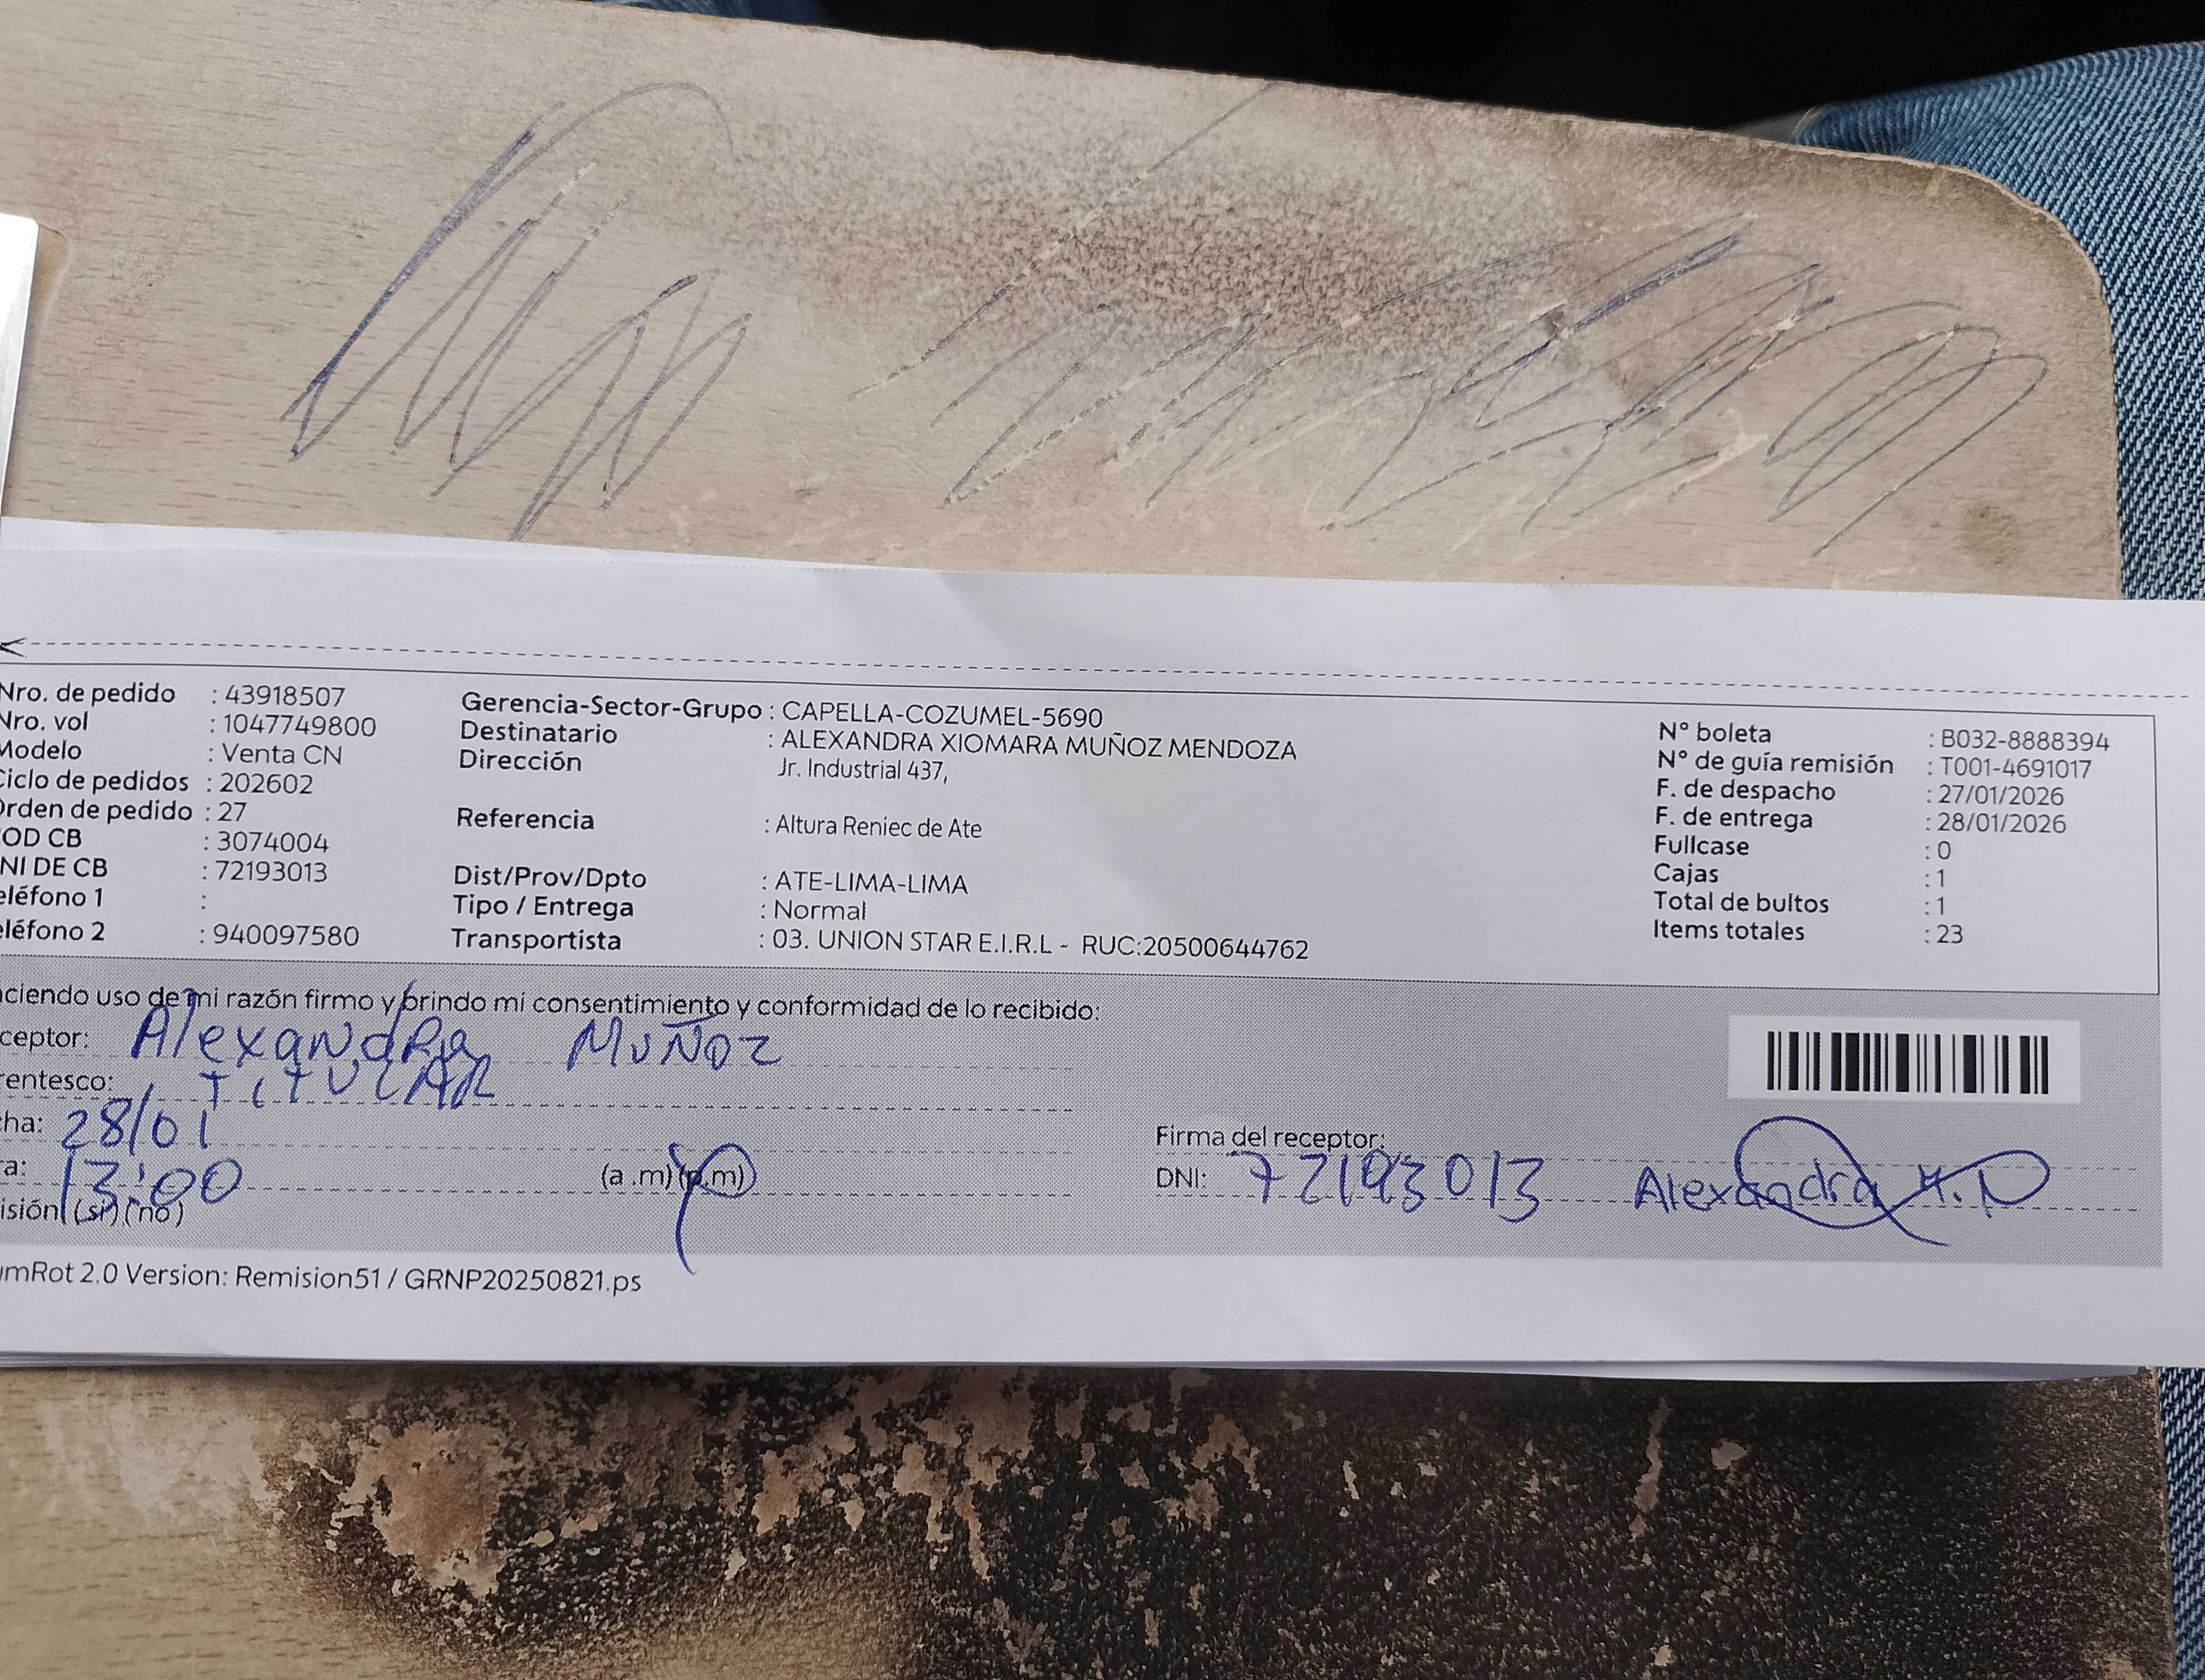 Nro. de pedido : 43918507
Nro. vol : 1047749800
Modelo : Venta CN
Ciclo de pedidos : 202602
Orden de pedido : 27
OD CB : 3074004
NI DE CB : 72193013
eléfono 1 :
eléfono 2 : 940097580
Gerencia-Sector-Grupo : CAPELLA-COZUMEL-5690
Destinatario : ALEXANDRA XIOMARA MUÑOZ MENDOZA
Dirección Jr. Industrial 437,
Referencia : Altura Reniec de Ate
Dist/Prov/Dpto : ATE-LIMA-LIMA
Tipo / Entrega : Normal
Transportista : 03. UNION STAR E.I.R.L - RUC:20500644762
N° boleta : B032-8888394
N° de guía remisión : T001-4691017
F. de despacho : 27/01/2026
F. de entrega : 28/01/2026
Fullcase : 0
Cajas : 1
Total de bultos : 1
Items totales : 23
ciendo uso de mi razón firmo y brindo mi consentimiento y conformidad de lo recibido:
ceptor: Alexandra Muñoz
rentesco: TITULAR
ha: 28/01
ra: 13:00 (a.m) (p.m)
isión (si) (no)
Firma del receptor:
DNI: 72193013 Alexandra
mRot 2.0 Version: Remision51 / GRNP20250821.ps